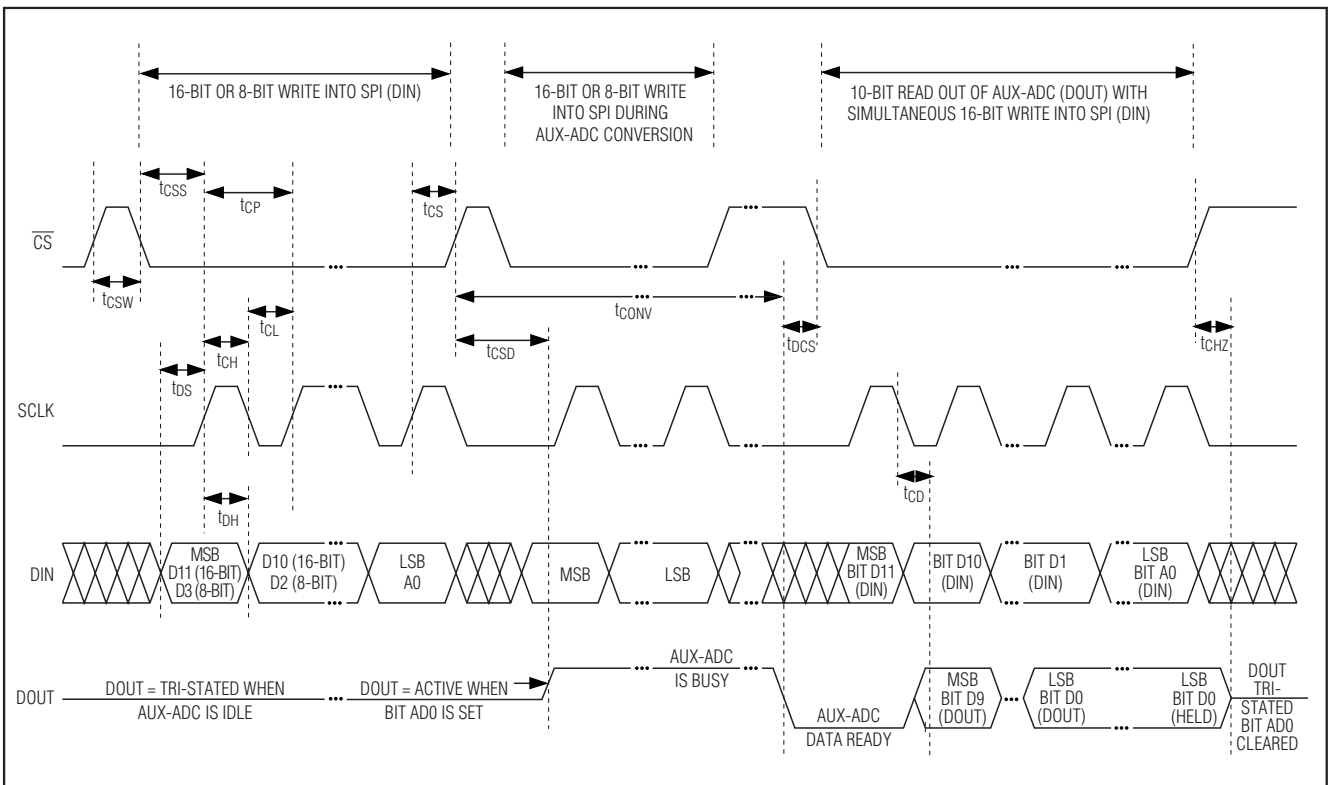 16-BIT OR 8-BIT WRITE INTO SPI (DIN)
16-BIT OR 8-BIT WRITE
INTO SPI DURING
AUX-ADC CONVERSION
10-BIT READ OUT OF AUX-ADC (DOUT) WITH
SIMULTANEOUS 16-BIT WRITE INTO SPI (DIN)
tCSS
tCP
tCS
CS
tCSW
tCL
tCONV
tCH
tCSD
tDCS
tCHZ
tDS
SCLK
tCD
tDH
DIN
MSB
D11 (16-BIT)
D3 (8-BIT)
D10 (16-BIT)
D2 (8-BIT)
LSB
A0
MSB
LSB
MSB
BIT D11
(DIN)
BIT D10
(DIN)
BIT D1
(DIN)
LSB
BIT A0
(DIN)
DOUT
DOUT = TRI-STATED WHEN
AUX-ADC IS IDLE
DOUT = ACTIVE WHEN
BIT AD0 IS SET
AUX-ADC
IS BUSY
AUX-ADC
DATA READY
MSB
BIT D9
(DOUT)
LSB
BIT D0
(DOUT)
LSB
BIT D0
(HELD)
DOUT
TRI-
STATED
BIT AD0
CLEARED